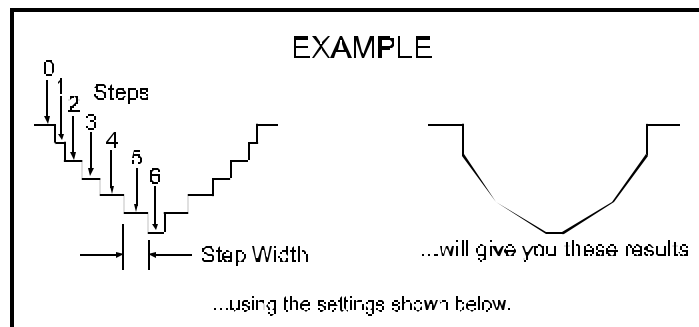 EXAMPLE
0
1
Steps
2
3
4
5
6
Step Width
...will give you these results
...using the settings shown below.